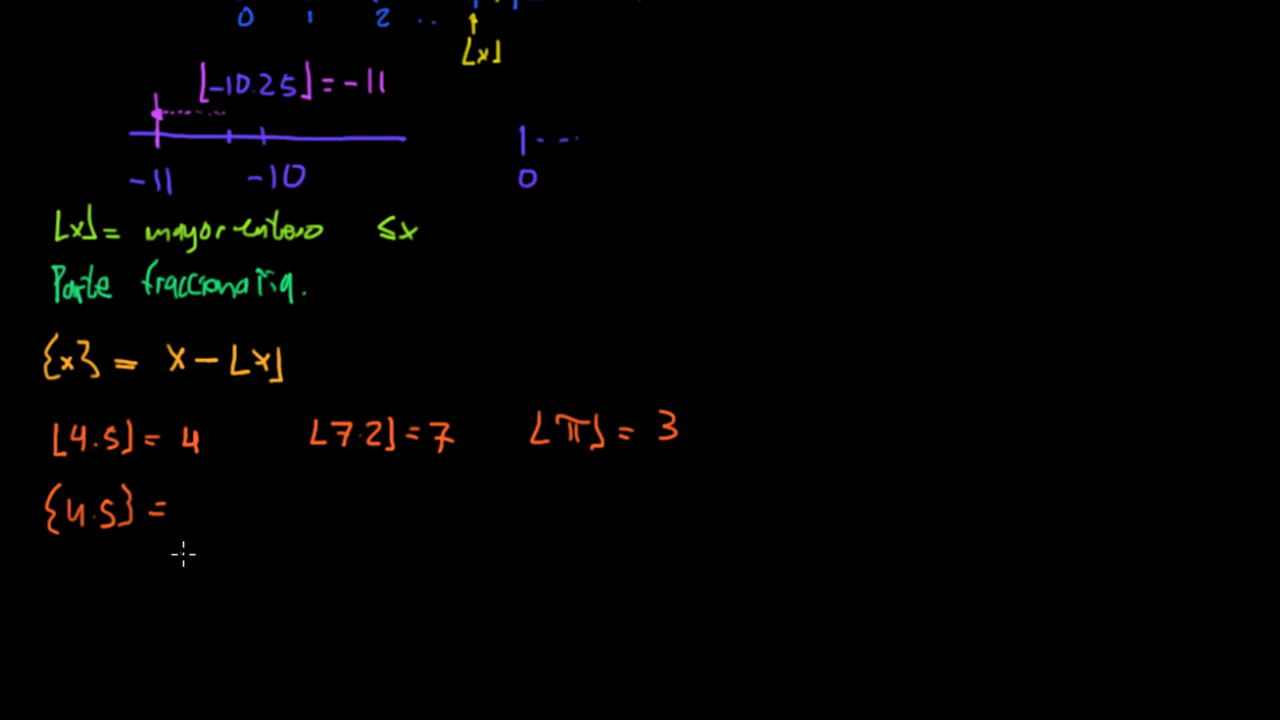 0 1 2 ..
⌊x⌋
⌊-10.25⌋ = -11
-11 -10 0
⌊x⌋ = mayor entero ≤x
Parte fraccionaria.
{x} = x - ⌊x⌋
⌊4.5⌋ = 4 ⌊7.2⌋ = 7 ⌊π⌋ = 3
{4.5} =